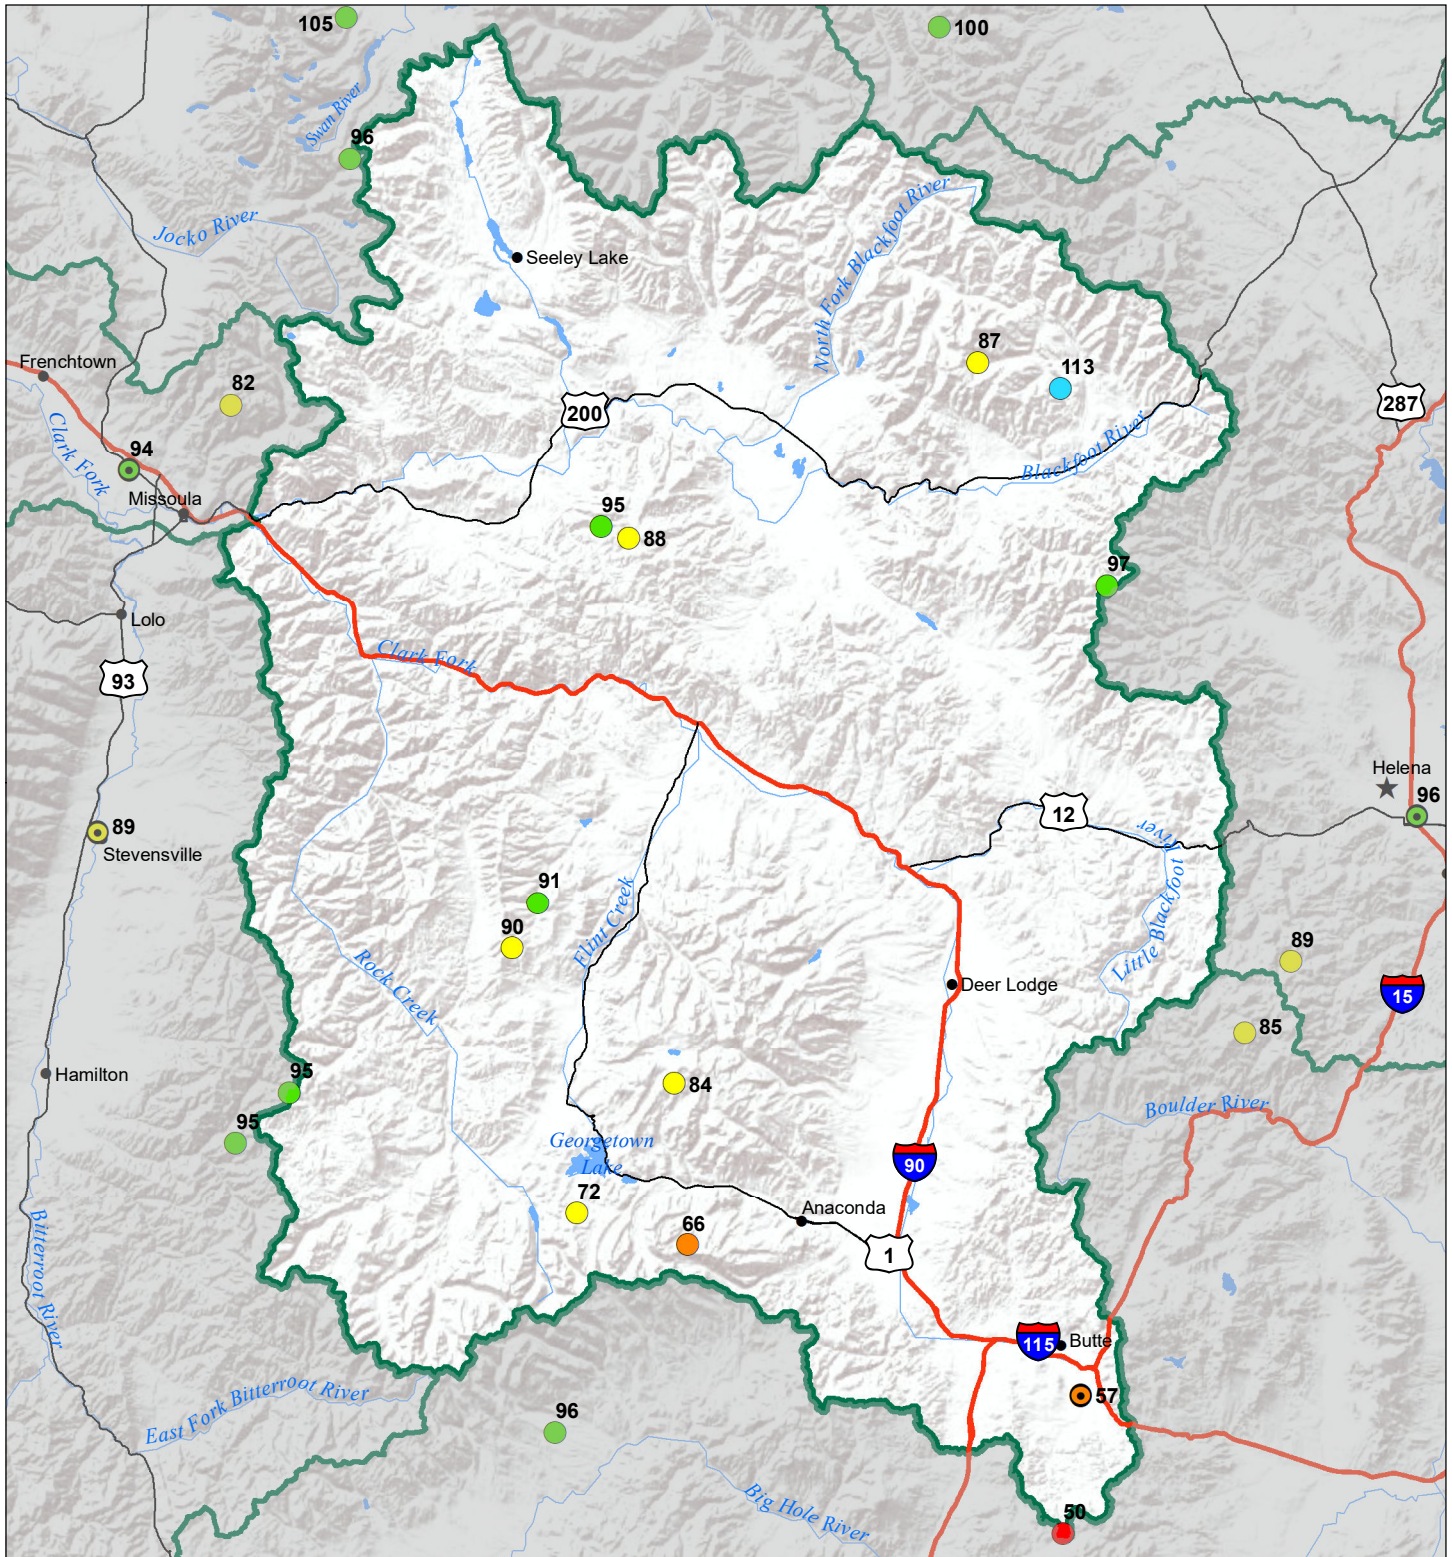 105
100
Swan River
96
Jocko River
North Fork Blackfoot River
Seeley Lake
Frenchtown
87
113
82
287
200
Clark Fork
94
Blackfoot River
Missoula
95
88
97
Lolo
Clark Fork
93
Helena
96
12
89
Stevensville
Little Blackfoot River
91
Flint Creek
90
89
Rock Creek
Deer Lodge
15
85
Hamilton
95
84
Boulder River
95
Georgetown
Lake
90
72
Anaconda
66
1
Bitterroot River
115
Butte
East Fork Bitterroot River
57
96
Big Hole River
50